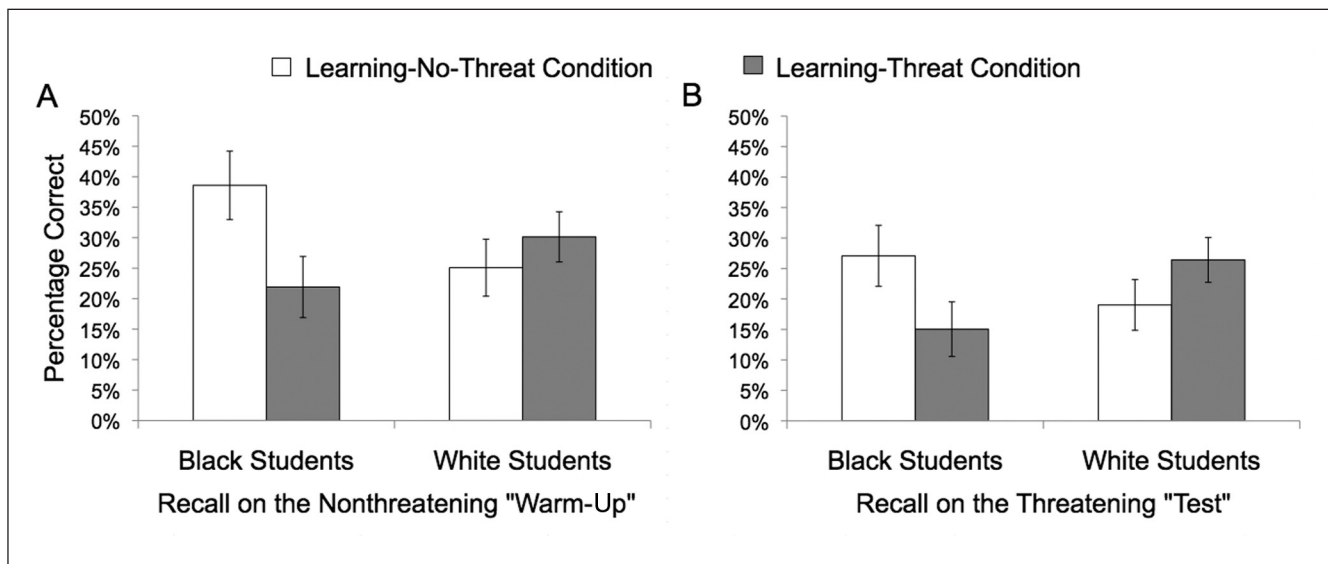 Learning-No-Threat Condition
Learning-Threat Condition
A
Percentage Correct
50%
45%
40%
35%
30%
25%
20%
15%
10%
5%
0%
Black Students White Students
Recall on the Nonthreatening "Warm-Up"
B
50%
45%
40%
35%
30%
25%
20%
15%
10%
5%
0%
Black Students White Students
Recall on the Threatening "Test"